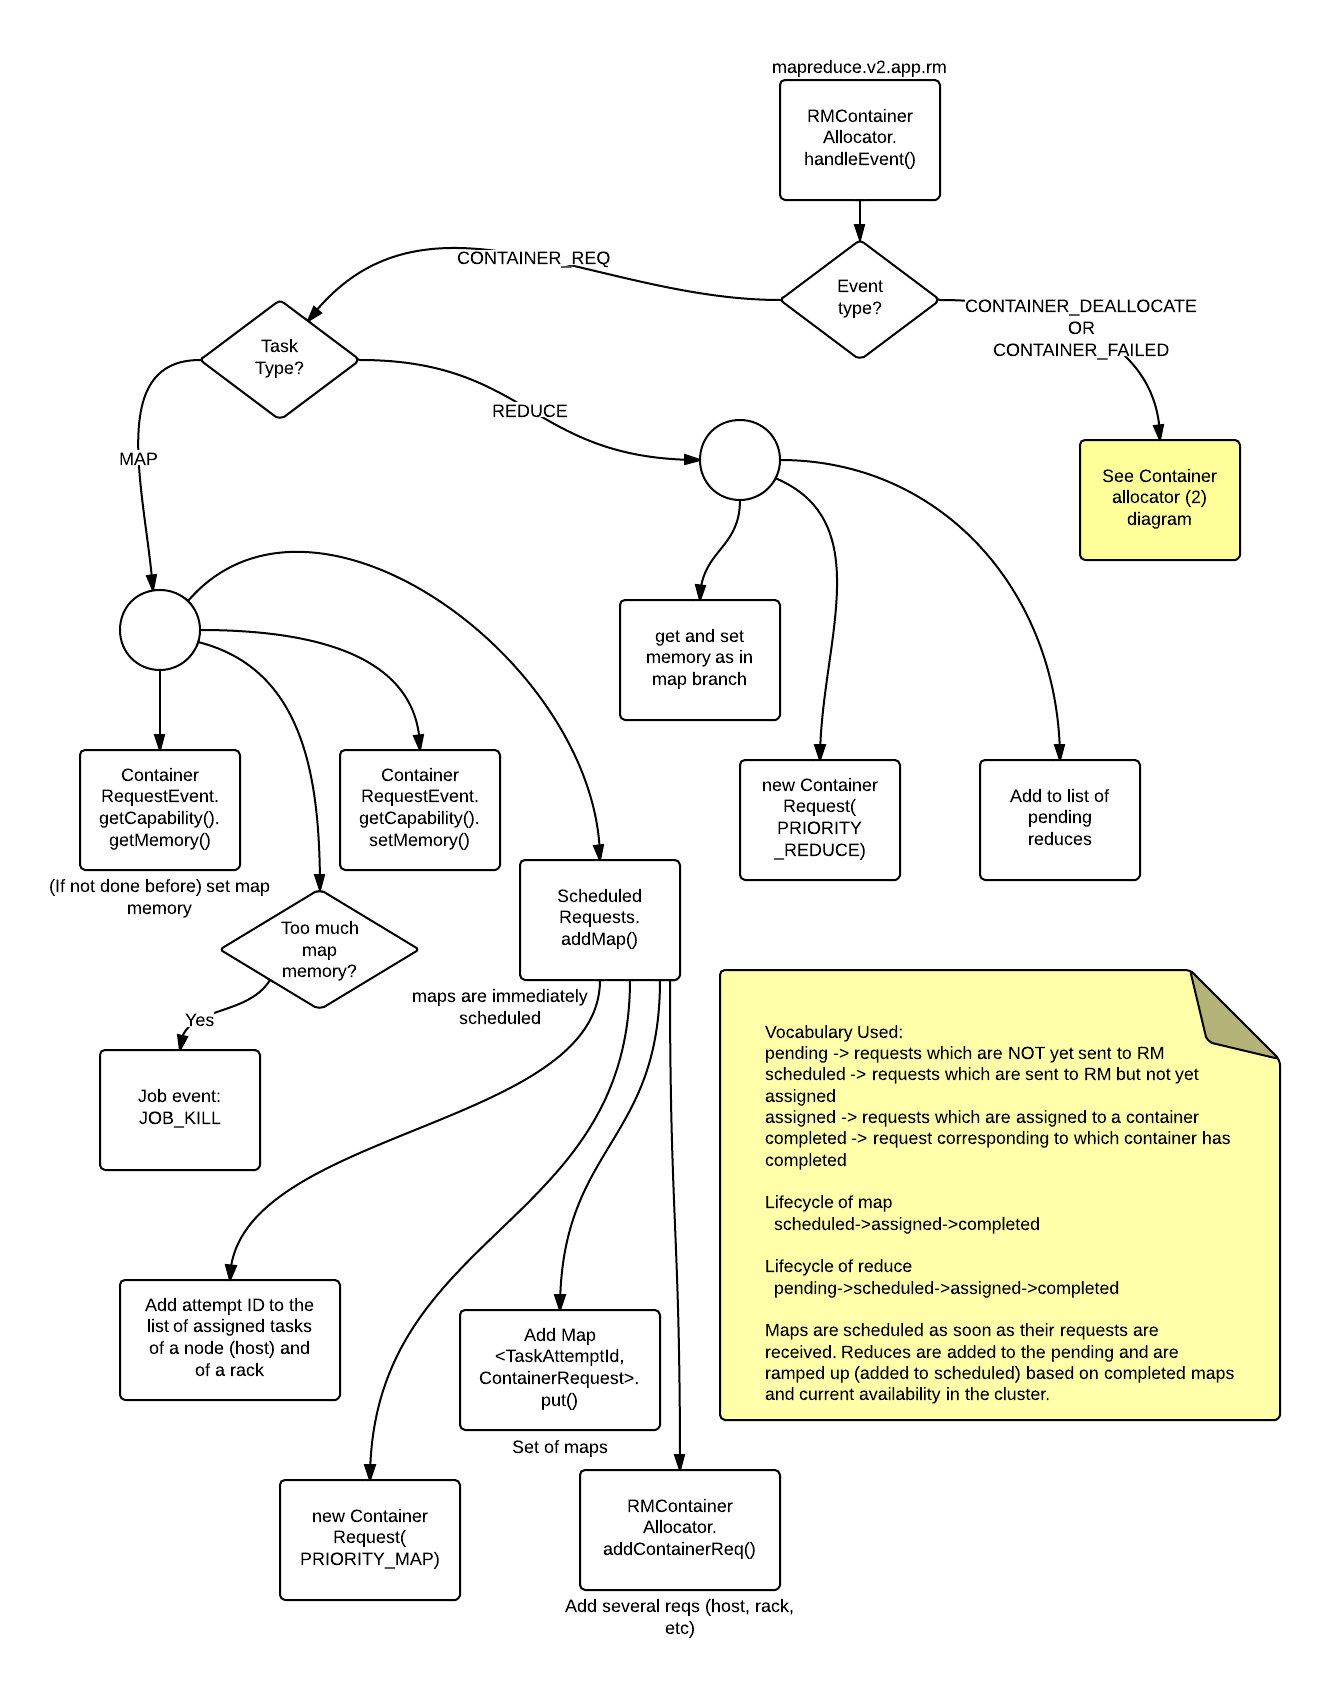 mapreduce.v2.app.rm
RMContainer
Allocator.
handleEvent()
Event
type?
CONTAINER_REQ
CONTAINER_DEALLOCATE
OR
CONTAINER_FAILED
Task
Type?
REDUCE
MAP
See Container
allocator (2)
diagram
get and set
memory as in
map branch
Container
RequestEvent.
getCapability().
getMemory()
(If not done before) set map
memory
Container
RequestEvent.
getCapability().
setMemory()
new Container
Request(
PRIORITY
_REDUCE)
Add to list of
pending
reduces
Scheduled
Requests.
addMap()
maps are immediately
scheduled
Too much
map
memory?
Yes
Job event:
JOB_KILL
Vocabulary Used:
pending -> requests which are NOT yet sent to RM
scheduled -> requests which are sent to RM but not yet
assigned
assigned -> requests which are assigned to a container
completed -> request corresponding to which container has
completed
Lifecycle of map
scheduled->assigned->completed
Lifecycle of reduce
pending->scheduled->assigned->completed
Maps are scheduled as soon as their requests are
received. Reduces are added to the pending and are
ramped up (added to scheduled) based on completed maps
and current availability in the cluster.
Add attempt ID to the
list of assigned tasks
of a node (host) and
of a rack
Add Map
<TaskAttemptId,
ContainerRequest>.
put()
Set of maps
new Container
Request(
PRIORITY_MAP)
RMContainer
Allocator.
addContainerReq()
Add several reqs (host, rack,
etc)